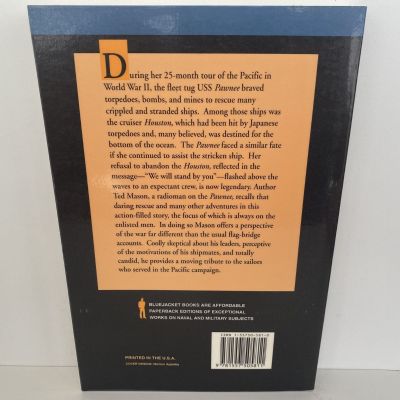 During her 25-month tour of the Pacific in
World War II, the fleet tug USS Pawnee braved
torpedoes, bombs, and mines to rescue many
crippled and stranded ships. Among those ships was
the cruiser Houston, which had been hit by Japanese
torpedoes and, many believed, was destined for the
bottom of the ocean. The Pawnee faced a similar fate
if she continued to assist the stricken ship. Her
refusal to abandon the Houston, reflected in the
message—"We will stand by you"—flashed above the
waves to an expectant crew, is now legendary. Author
Ted Mason, a radioman on the Pawnee, recalls that
daring rescue and many other adventures in this
action-filled story, the focus of which is always on the
enlisted men. In doing so Mason offers a perspective
of the war far different than the usual flag-bridge
accounts. Coolly skeptical about his leaders, perceptive
of the motivations of his shipmates, and totally
candid, he provides a moving tribute to the sailors
who served in the Pacific campaign.
BLUEJACKET BOOKS ARE AFFORDABLE
PAPERBACK EDITIONS OF EXCEPTIONAL
WORKS ON NAVAL AND MILITARY SUBJECTS
PRINTED IN THE U.S.A.